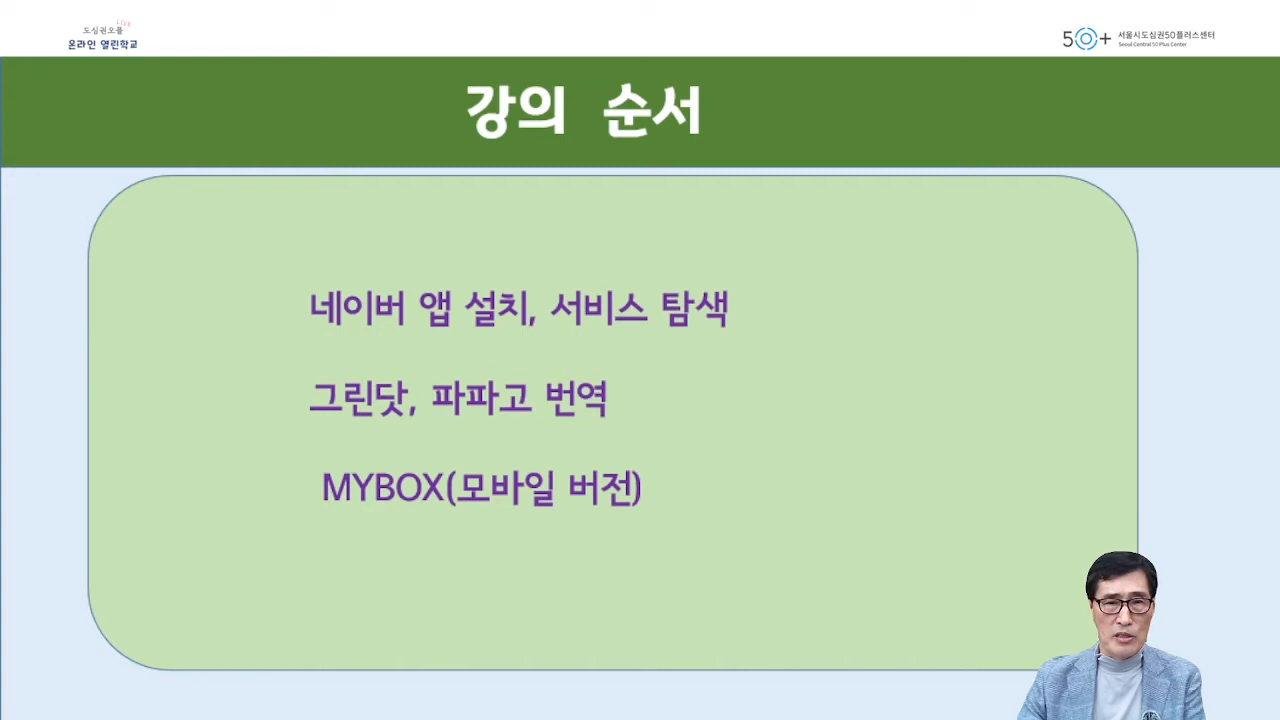 LIVE
도심권오플
온라인 열린학교
50+ 서울시도심권50플러스센터
Seoul Central 50 Plus Center
강의 순서
네이버 앱 설치, 서비스 탐색
그린닷, 파파고 번역
MYBOX(모바일 버전)